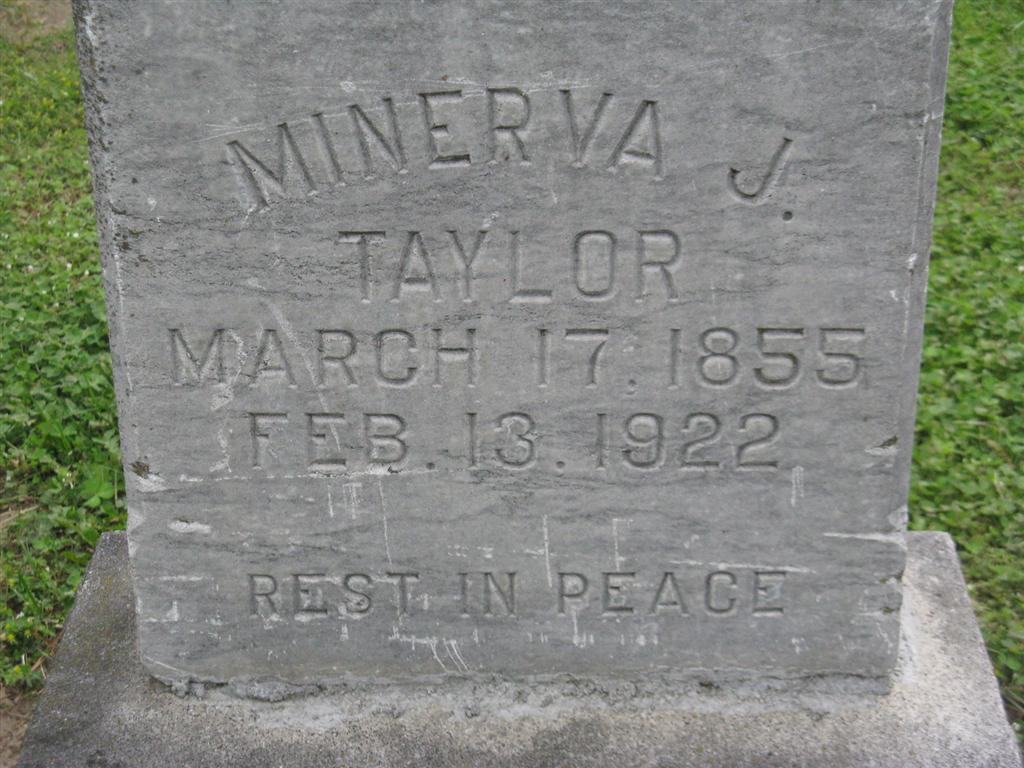 MINERVA J.
TAYLOR
MARCH 17. 1855
FEB. 13. 1922
REST IN PEACE